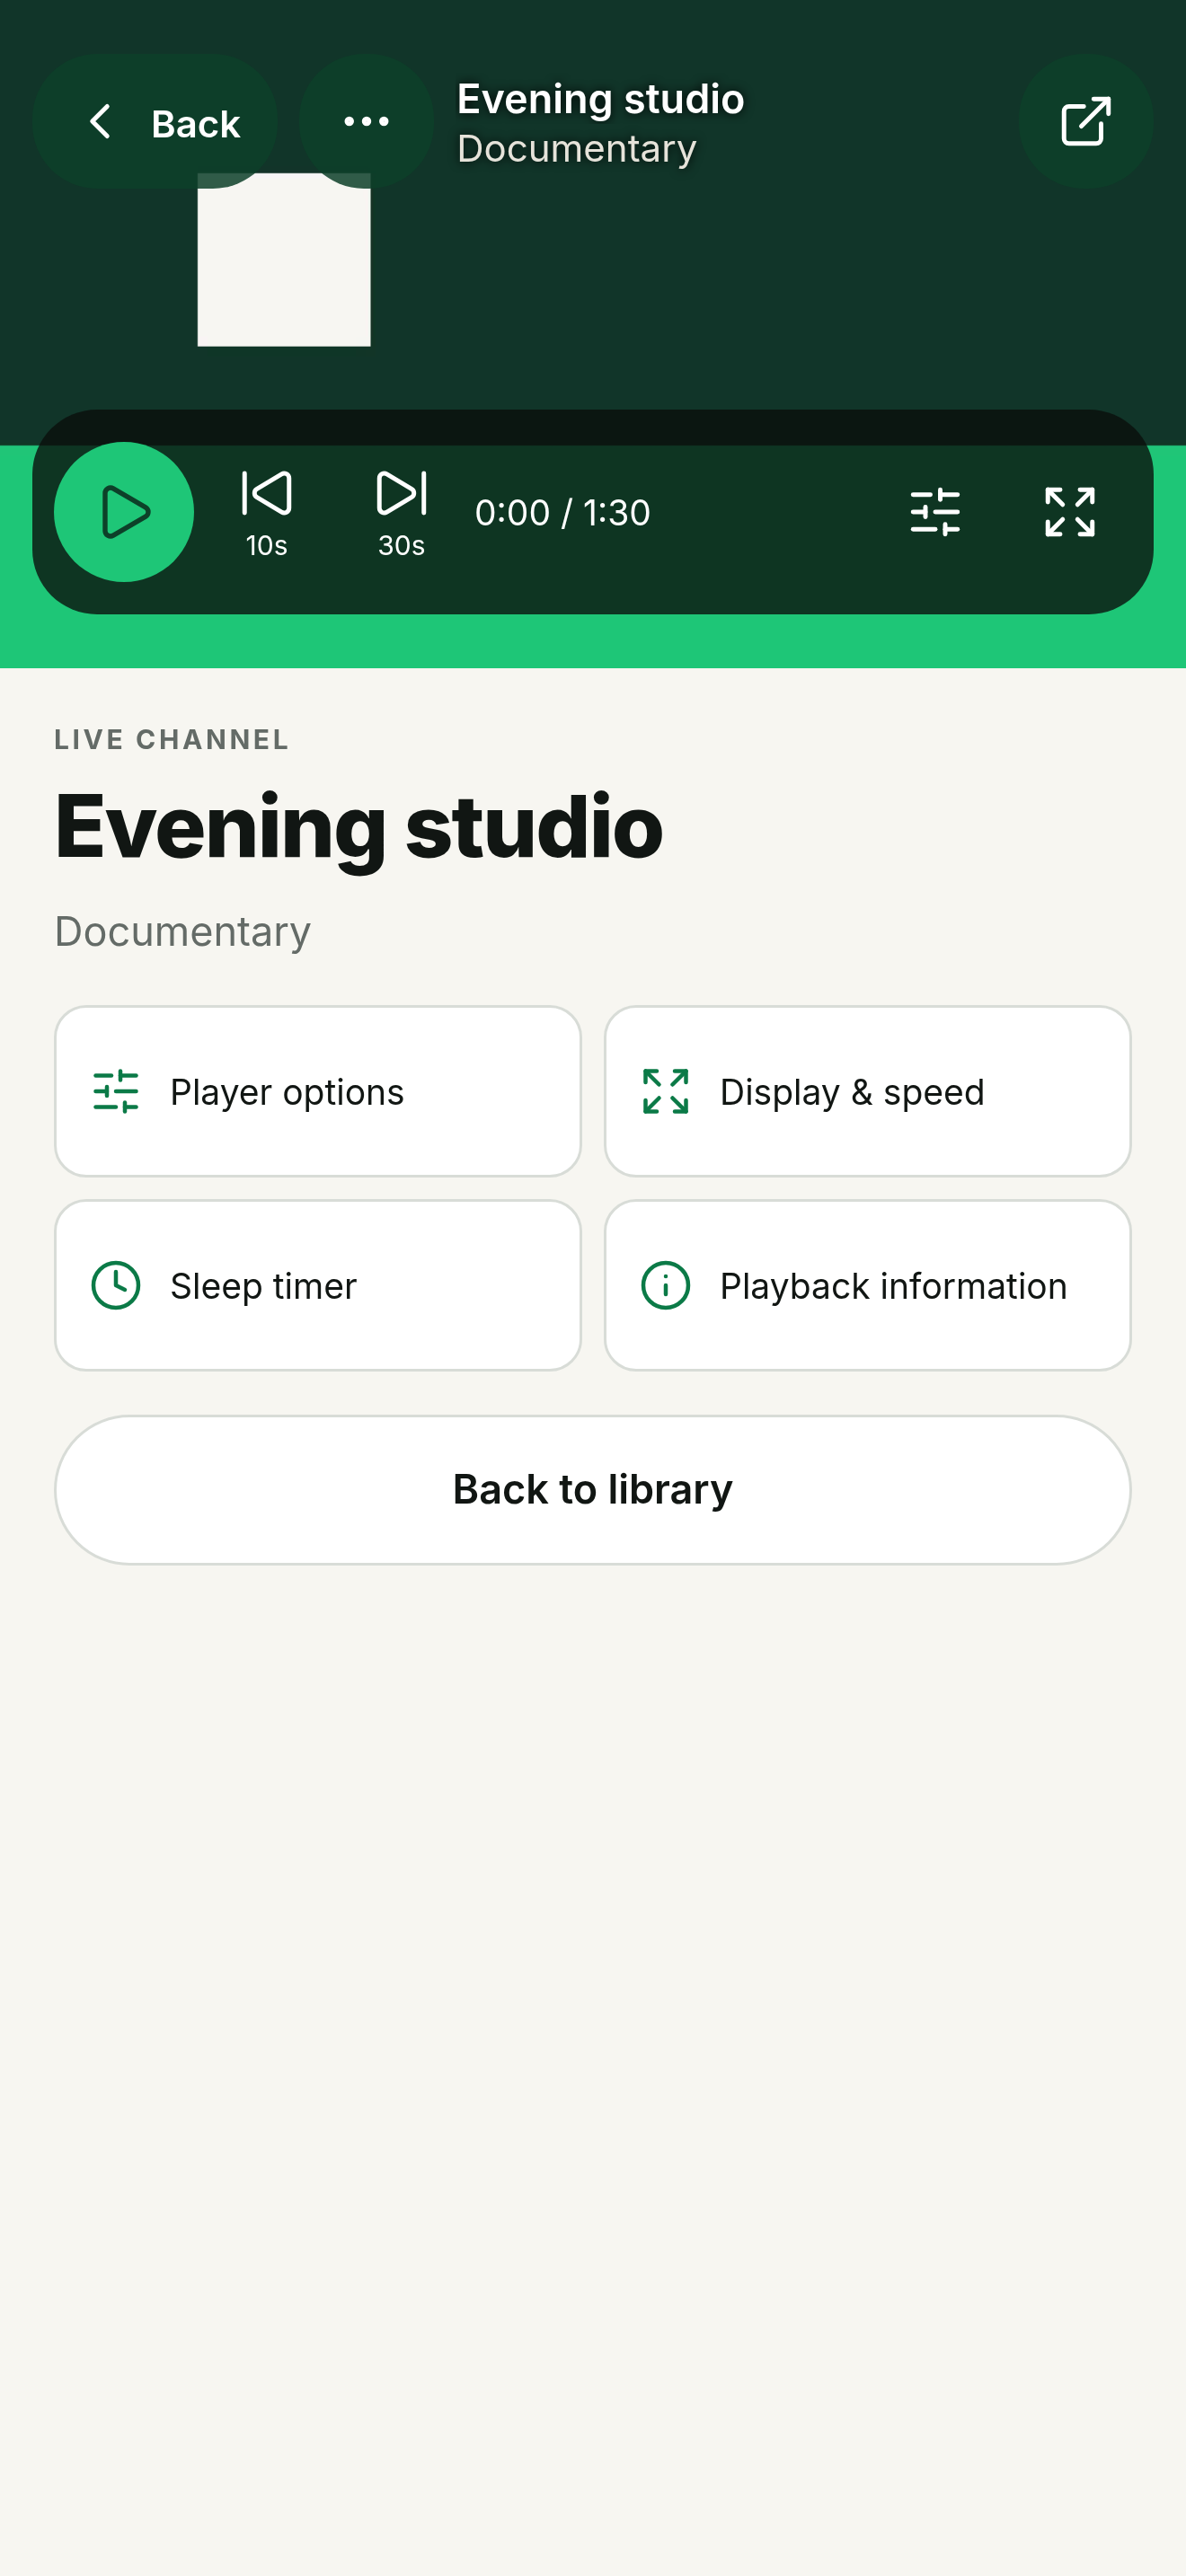 Back
Evening studio
Documentary
10s
30s
0:00 / 1:30
LIVE CHANNEL
Evening studio
Documentary
Player options
Display & speed
Sleep timer
Playback information
Back to library